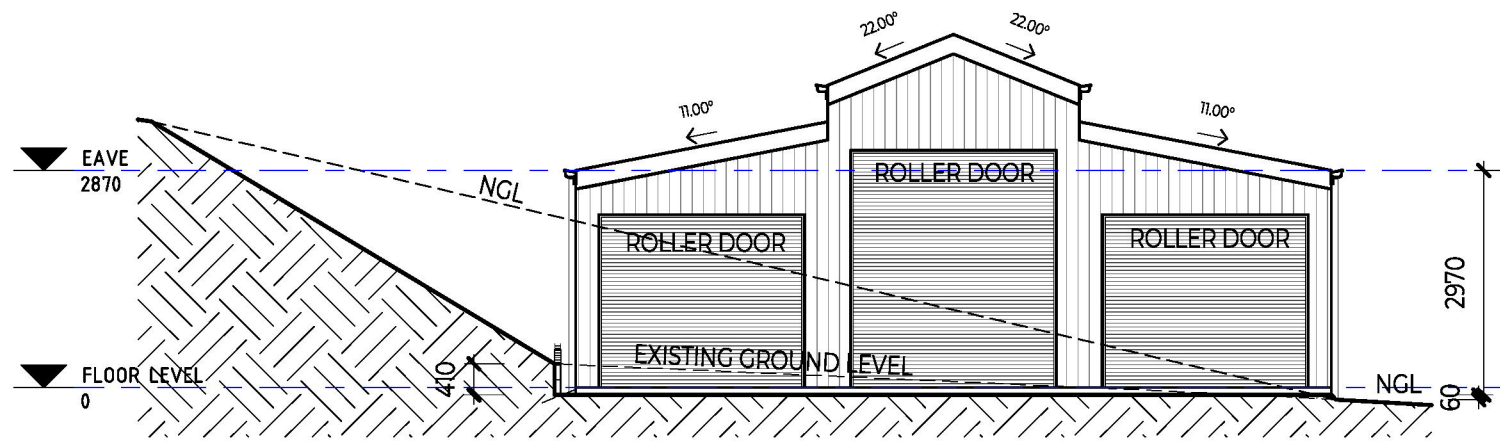 22.00°
22.00°
11.00°
11.00°
EAVE
2870
NGL
ROLLER DOOR
ROLLER DOOR
ROLLER DOOR
2970
EXISTING GROUND LEVEL
410
FLOOR LEVEL
0
NGL
60